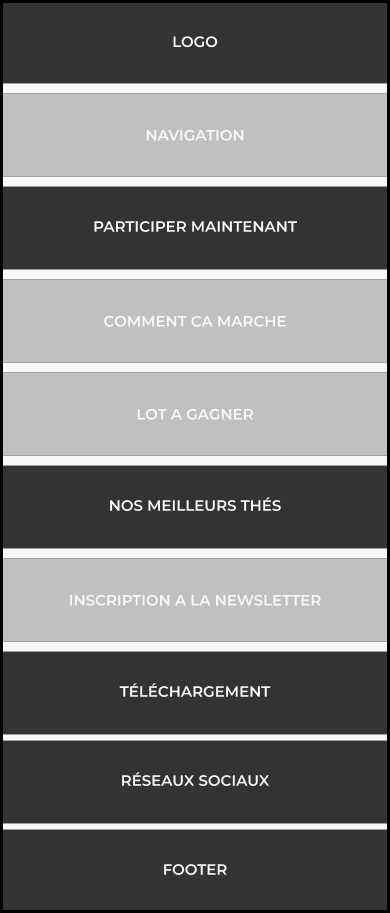 LOGO
NAVIGATION
PARTICIPER MAINTENANT
COMMENT CA MARCHE
LOT A GAGNER
NOS MEILLEURS THÉS
INSCRIPTION A LA NEWSLETTER
TÉLÉCHARGEMENT
RÉSEAUX SOCIAUX
FOOTER